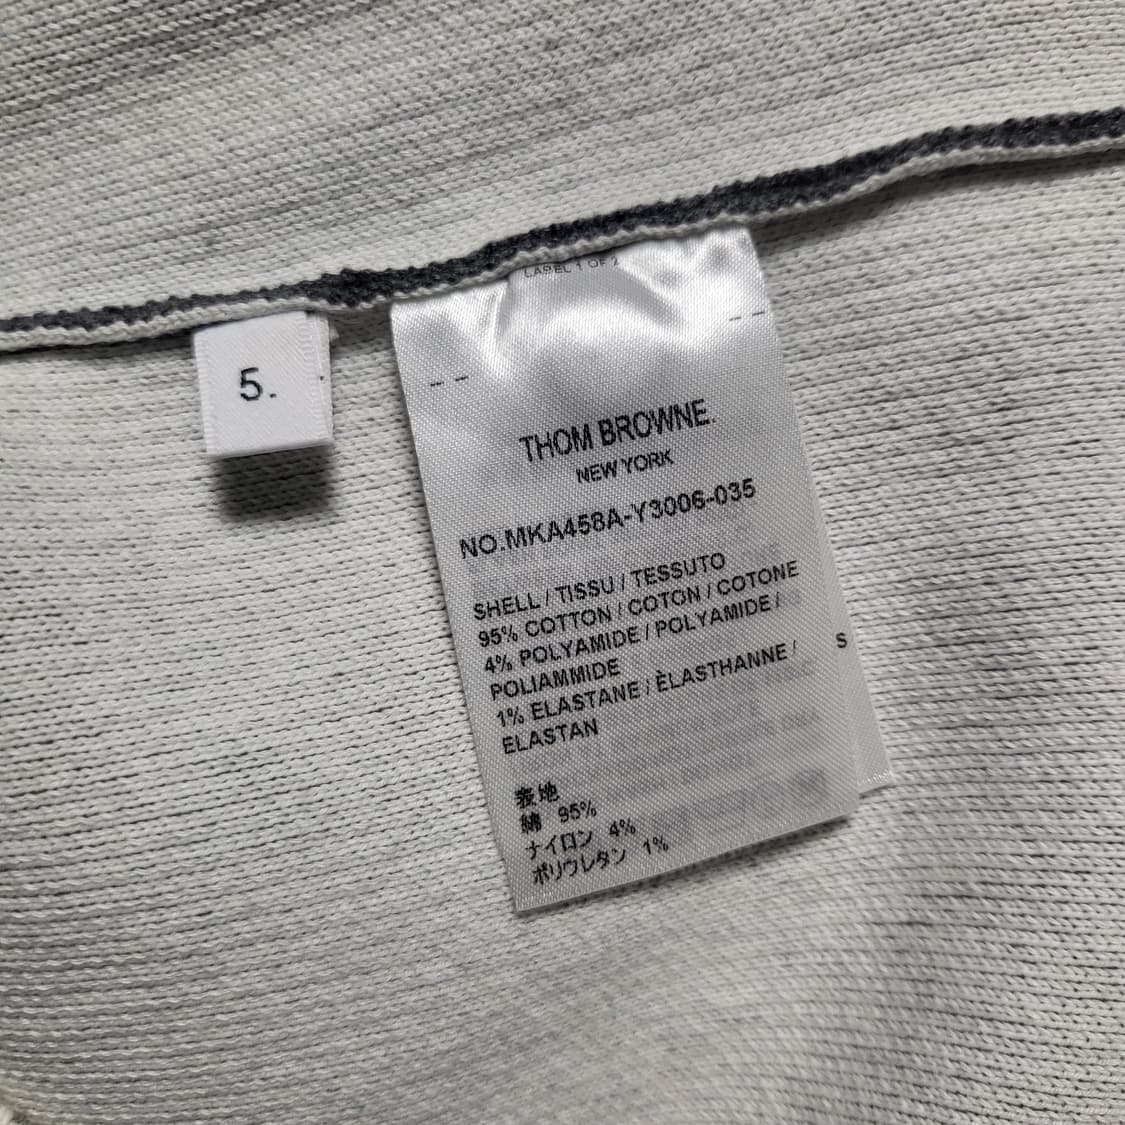 LABEL 1 OF 2
5.
THOM BROWNE.
NEW YORK
NO.MKA458A-Y3006-035
SHELL / TISSU / TESSUTO
95% COTTON / COTON / COTONE
4% POLYAMIDE / POLYAMIDE /
POLIAMMIDE
1% ELASTANE / ÈLASTHANNE /
ELASTAN
S
表地
綿 95%
ナイロン 4%
ポリウレタン 1%